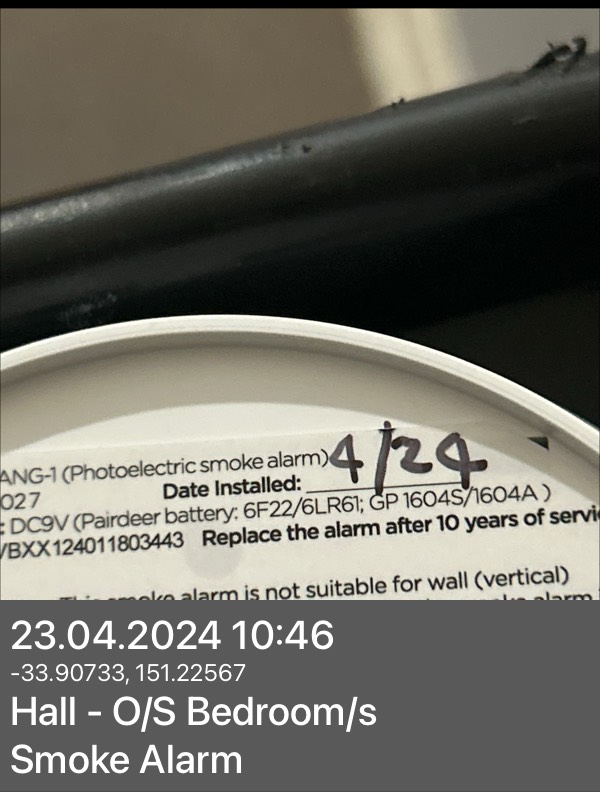 ANG-1 (Photoelectric smoke alarm) 4/24
027 Date Installed:
: DC9V (Pairdeer battery: 6F22/6LR61; GP 1604S/1604A )
/BXX124011803443 Replace the alarm after 10 years of servi
alarm is not suitable for wall (vertical)
23.04.2024 10:46
-33.90733, 151.22567
Hall - O/S Bedroom/s
Smoke Alarm